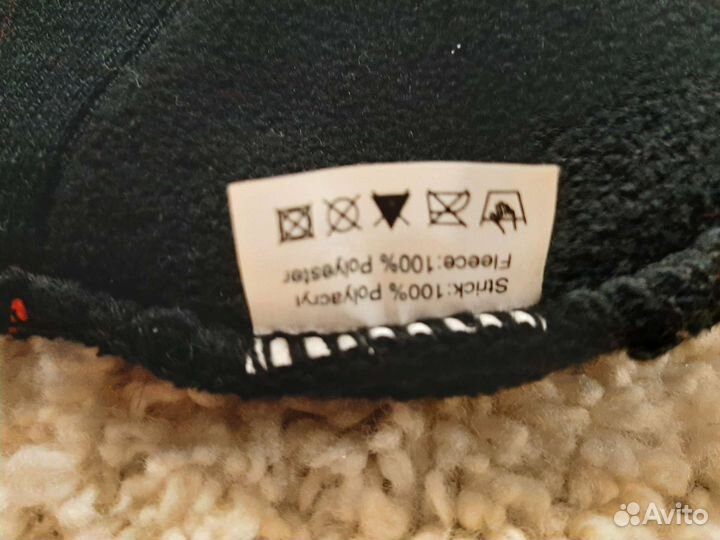 Strick:100% Polyacryl
Fleece:100% Polyester
Avito